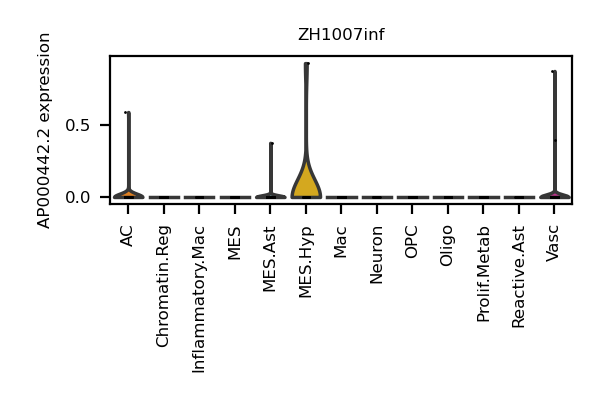 ZH1007inf
AP000442.2 expression
0.5
0.0
AC
Chromatin.Reg
Inflammatory.Mac
MES
MES.Ast
MES.Hyp
Mac
Neuron
OPC
Oligo
Prolif.Metab
Reactive.Ast
Vasc